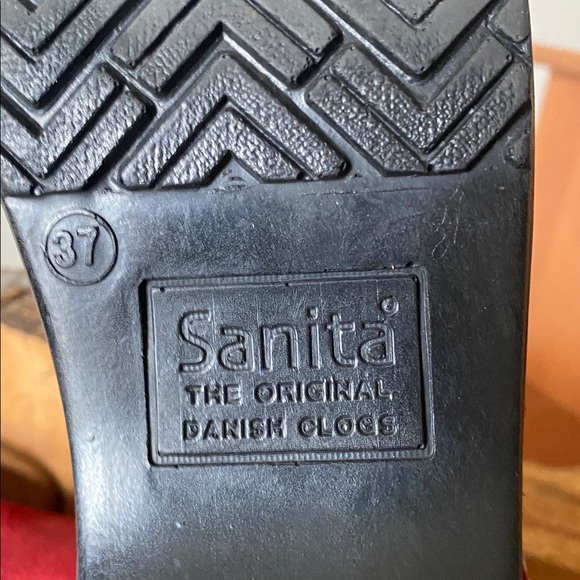 37
Sanita
THE ORIGINAL
DANISH CLOGS